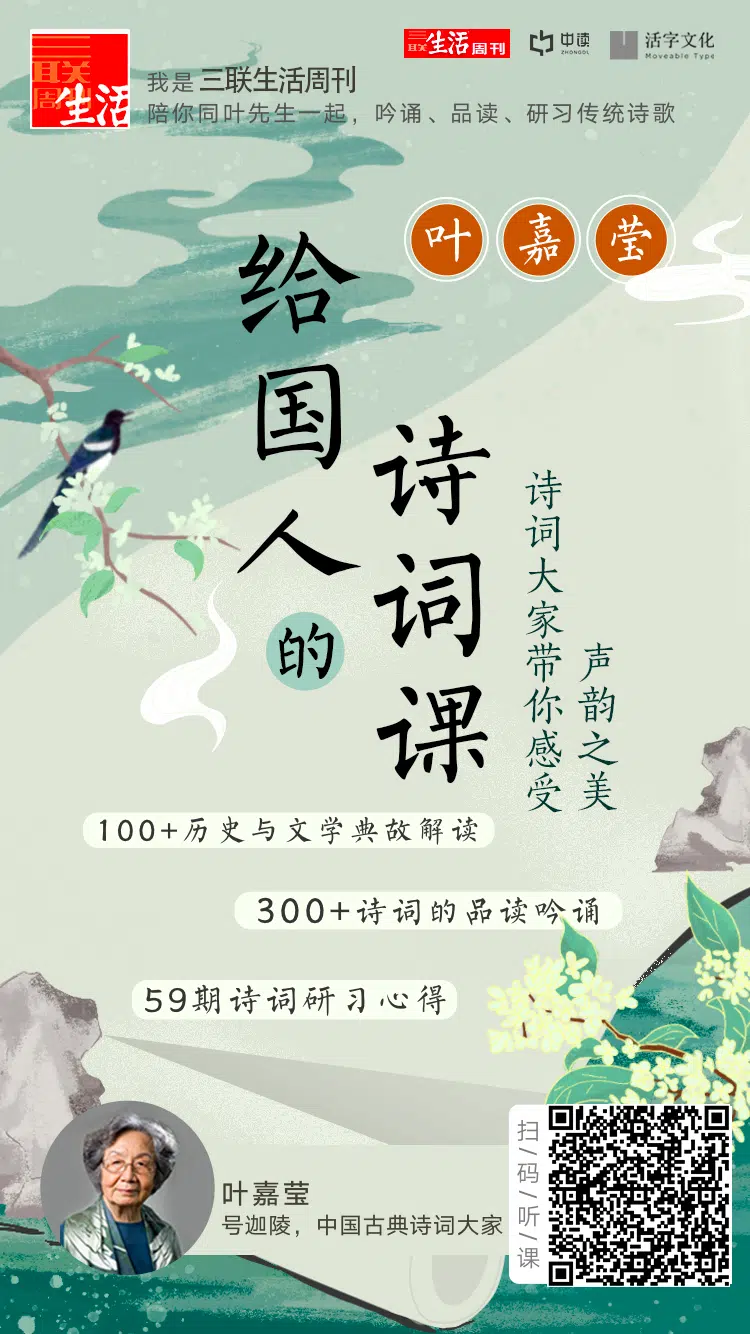 三联生活周刊
三联生活周刊
中读
ZHONGDU
活字文化
Moveable Type
我是 三联生活周刊
陪你同叶先生一起，吟诵、品读、研习传统诗歌
叶嘉莹
给国人的
诗词课
诗词大家带你感受
声韵之美
100+历史与文学典故解读
300+诗词的品读吟诵
59期诗词研习心得
叶嘉莹
号迦陵，中国古典诗词大家
扫/码/听/课